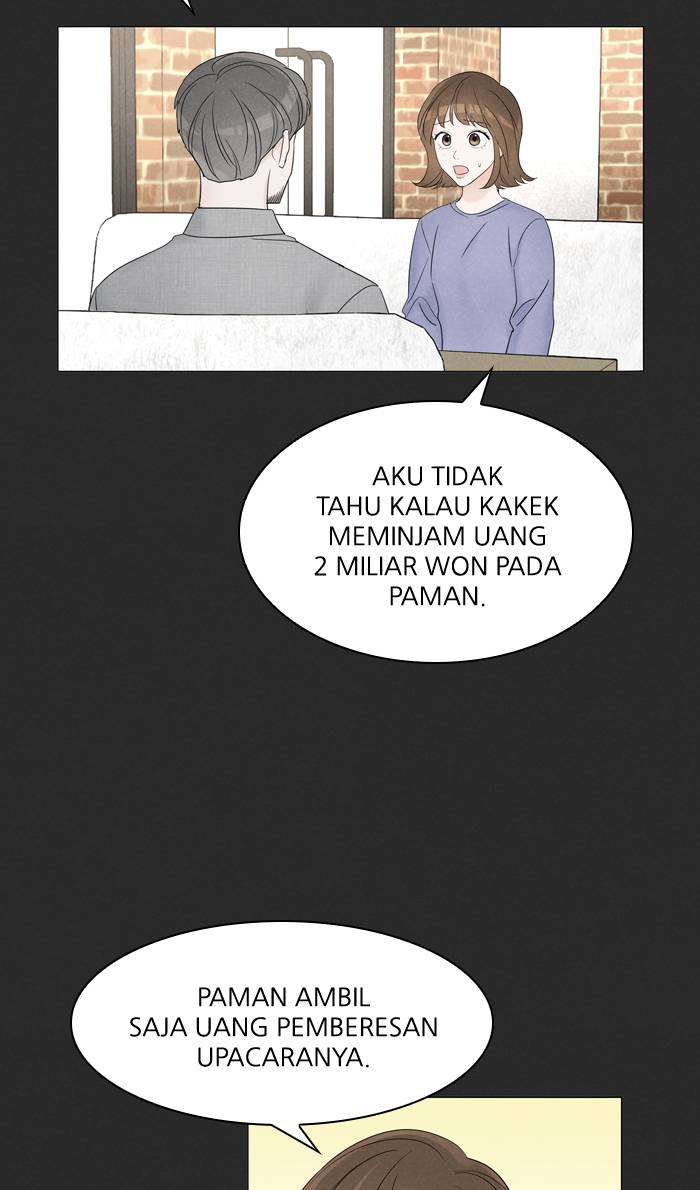 AKU TIDAK
TAHU KALAU KAKEK
MEMINJAM UANG
2 MILIAR WON PADA
PAMAN.
PAMAN AMBIL
SAJA UANG PEMBERESAN
UPACARANYA.